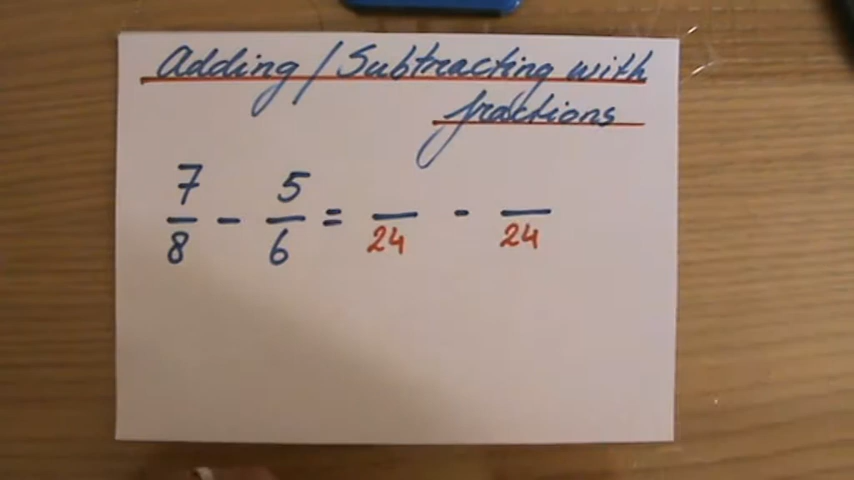 Adding / Subtracting with
fractions
7/8 - 5/6 = _/24 - _/24